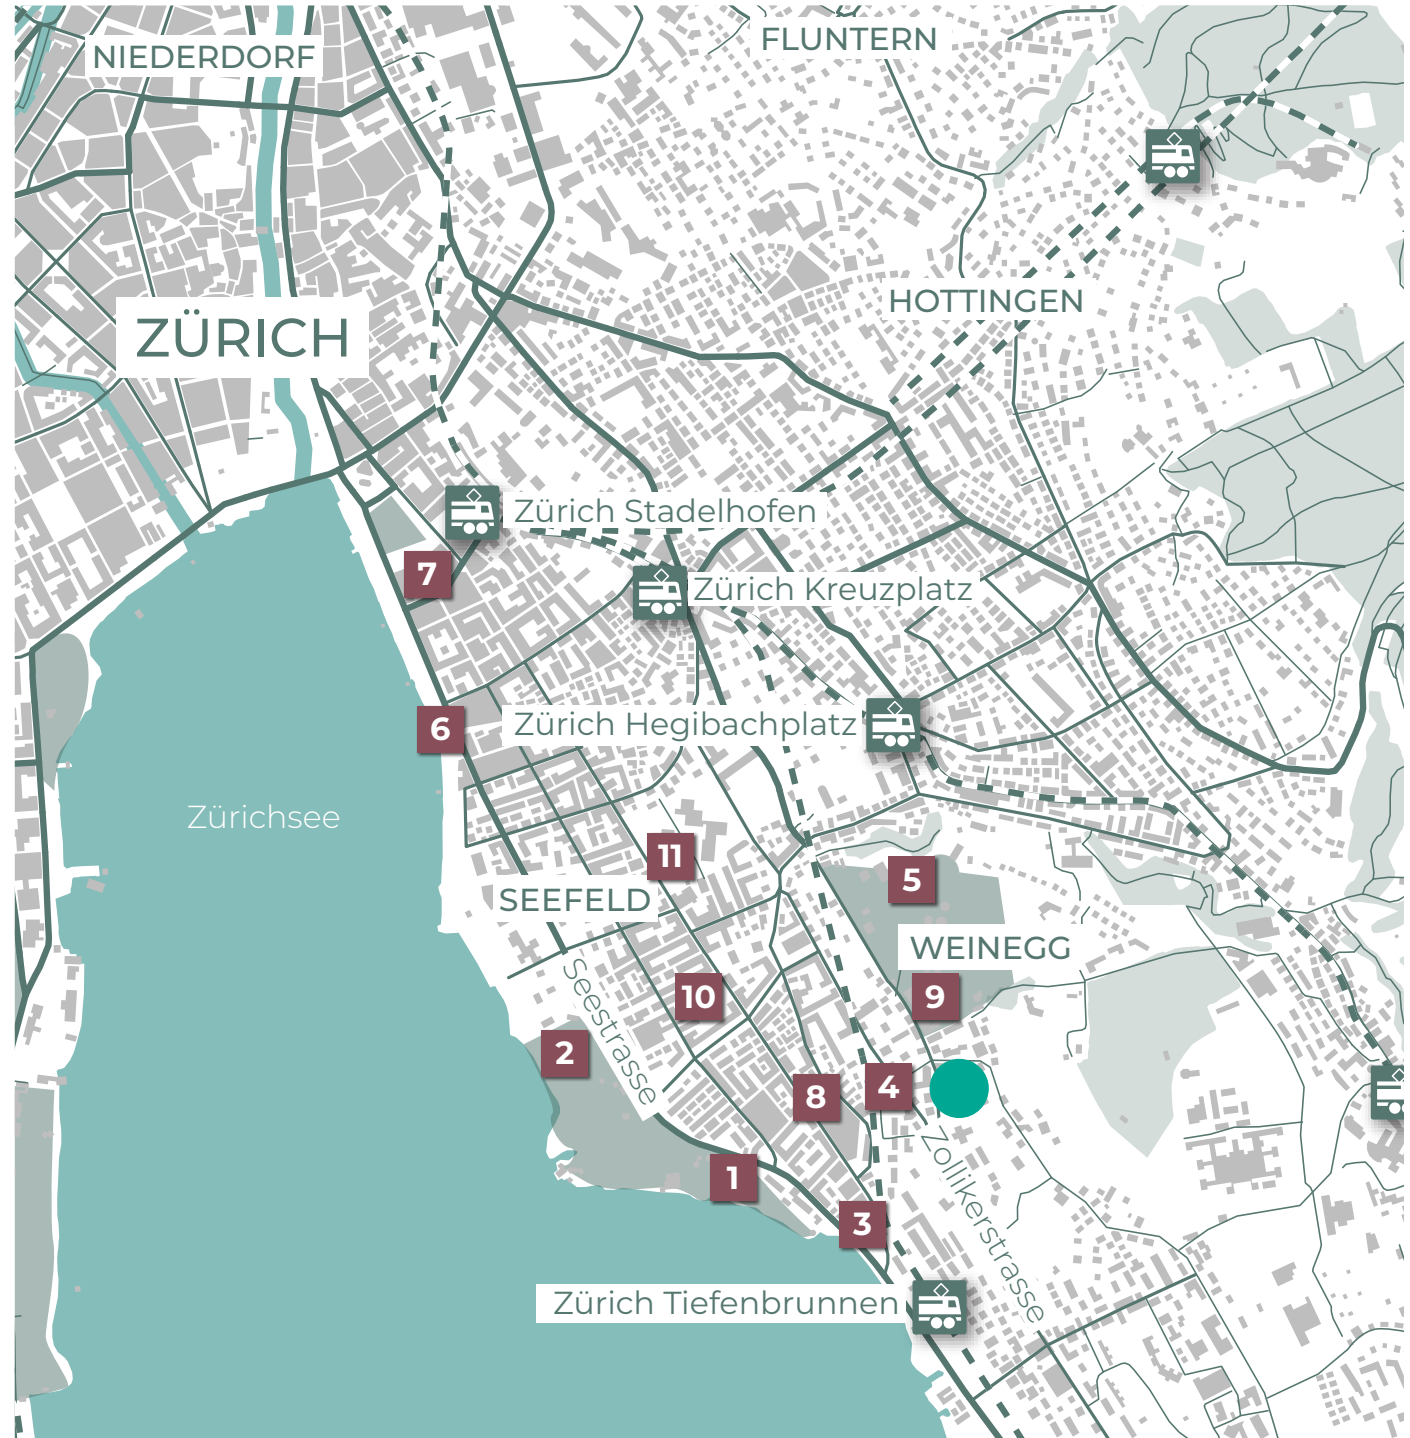 FLUNTERN
NIEDERDORF
HOTTINGEN
ZÜRICH
Zürich Stadelhofen
7
Zürich Kreuzplatz
6
Zürich Hegibachplatz
Zürichsee
11
5
SEEFELD
WEINEGG
10
9
Seestrasse
2
8
4
1
Zollikerstrasse
3
Zürich Tiefenbrunnen